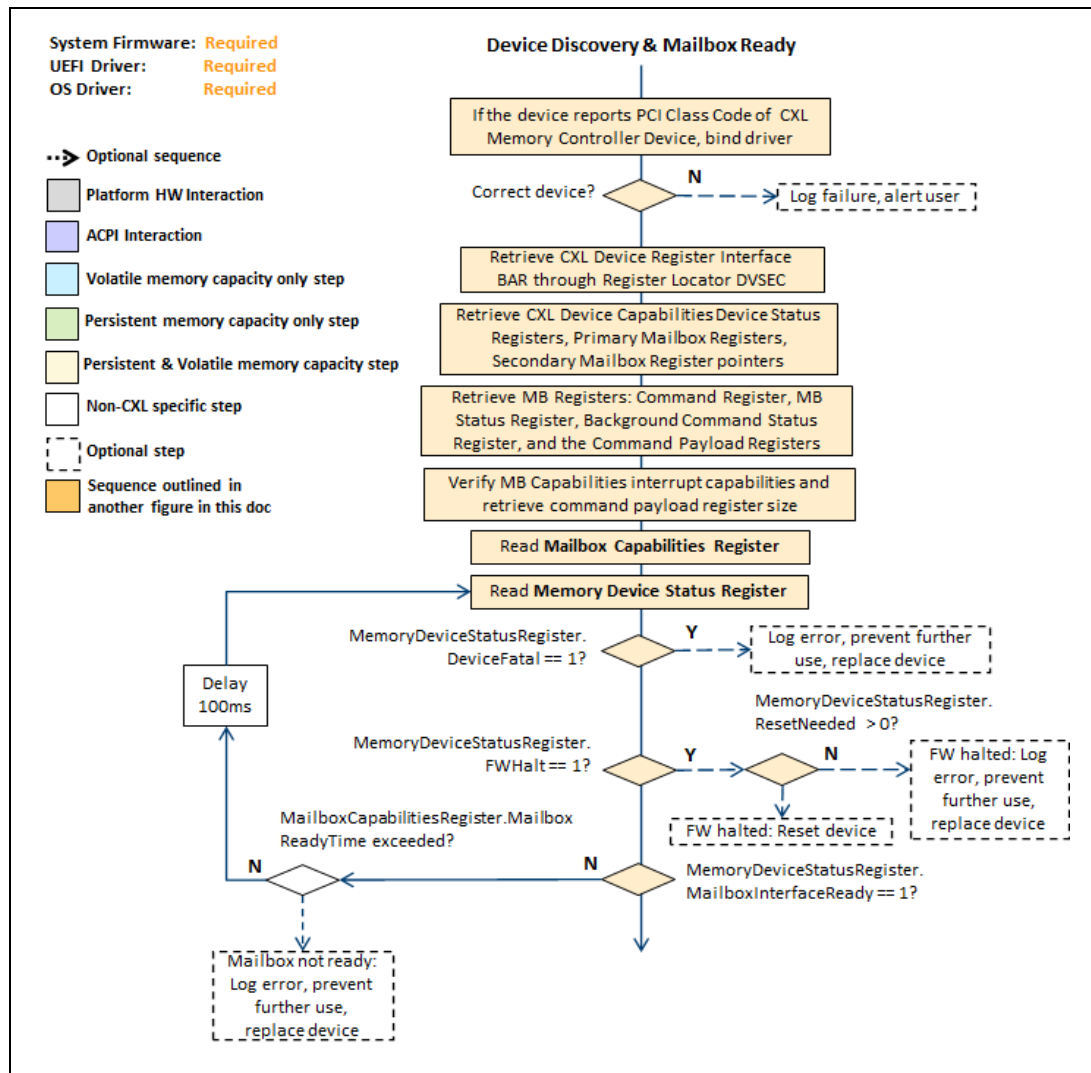 System Firmware: Required
UEFI Driver: Required
OS Driver: Required
Optional sequence
Platform HW Interaction
ACPI Interaction
Volatile memory capacity only step
Persistent memory capacity only step
Persistent & Volatile memory capacity step
Non-CXL specific step
Optional step
Sequence outlined in
another figure in this doc
Device Discovery & Mailbox Ready
If the device reports PCI Class Code of CXL
Memory Controller Device, bind driver
Correct device?
N
Log failure, alert user
Retrieve CXL Device Register Interface
BAR through Register Locator DVSEC
Retrieve CXL Device Capabilities Device Status
Registers, Primary Mailbox Registers,
Secondary Mailbox Register pointers
Retrieve MB Registers: Command Register, MB
Status Register, Background Command Status
Register, and the Command Payload Registers
Verify MB Capabilities interrupt capabilities and
retrieve command payload register size
Read Mailbox Capabilities Register
Read Memory Device Status Register
MemoryDeviceStatusRegister.
DeviceFatal == 1?
Y
Log error, prevent further
use, replace device
Delay
100ms
MemoryDeviceStatusRegister.
ResetNeeded > 0?
MemoryDeviceStatusRegister.
FWHalt == 1?
Y
N
FW halted: Log
error, prevent
further use,
replace device
FW halted: Reset device
MailboxCapabilitiesRegister.Mailbox
ReadyTime exceeded?
N
N
MemoryDeviceStatusRegister.
MailboxInterfaceReady == 1?
Mailbox not ready:
Log error, prevent
further use,
replace device